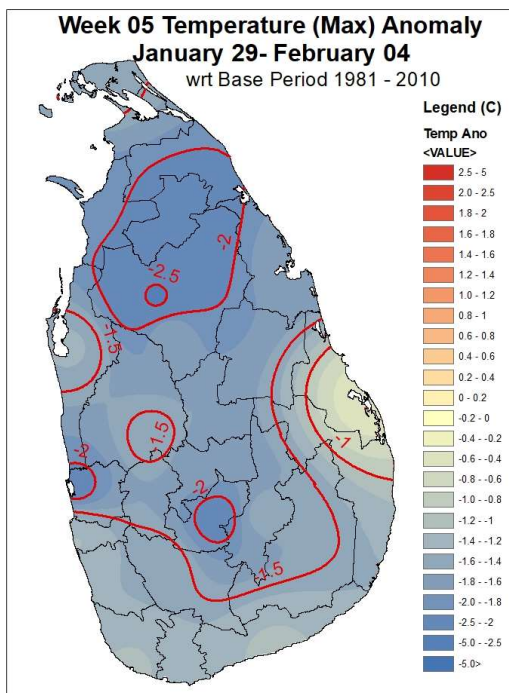 Week 05 Temperature (Max) Anomaly
January 29- February 04
wrt Base Period 1981 - 2010
Legend (C)
Temp Ano
<VALUE>
2.5 - 5
2.0 - 2.5
1.8 - 2
1.6 - 1.8
1.4 - 1.6
1.2 - 1.4
1.0 - 1.2
0.8 - 1
0.6 - 0.8
0.4 - 0.6
0.2 - 0.4
0 - 0.2
-0.2 - 0
-0.4 - -0.2
-0.6 - -0.4
-0.8 - -0.6
-1.0 - -0.8
-1.2 - -1
-1.4 - -1.2
-1.6 - -1.4
-1.8 - -1.6
-2.0 - -1.8
-2.5 - -2
-5.0 - -2.5
-5.0>
-2
-2.5
-1.5
1.5
-1
-2
-2
-1.5